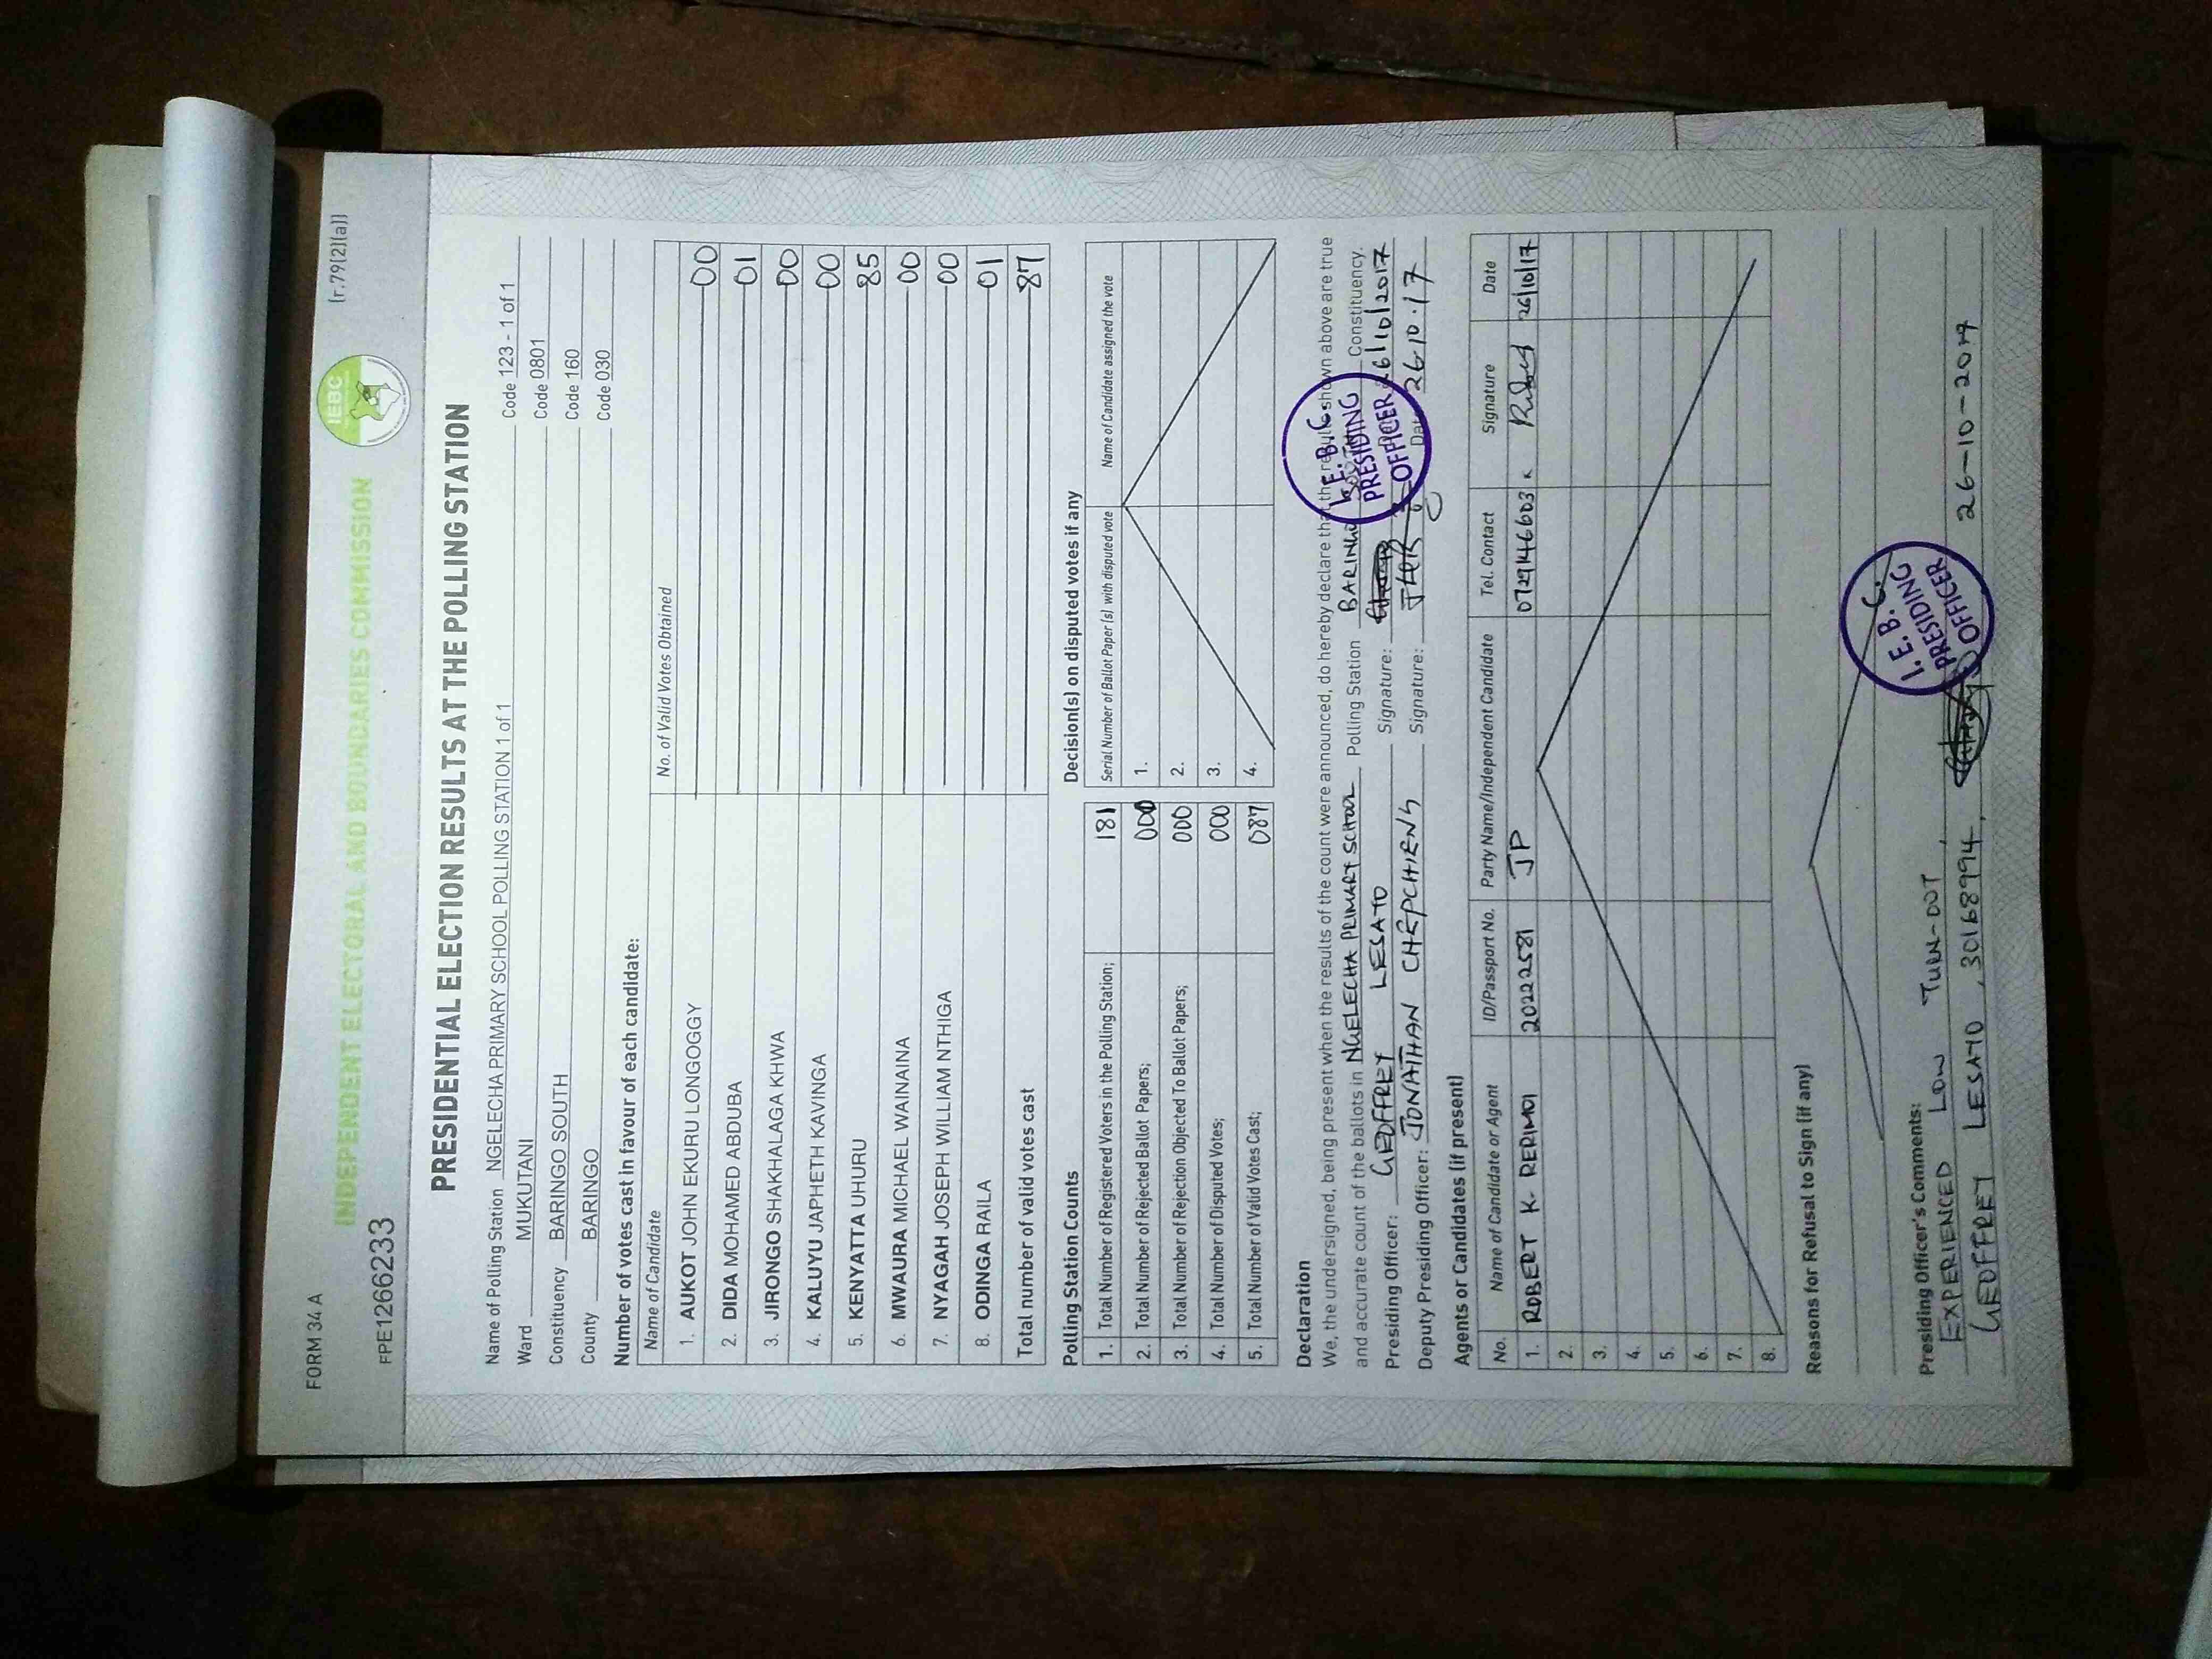 FORM 34 A
[r.79(2)(a)]
IEBC
INDEPENDENT ELECTORAL AND BOUNDARIES COMMISSION
FPE1266233
PRESIDENTIAL ELECTION RESULTS AT THE POLLING STATION
Name of Polling Station NGELECHA PRIMARY SCHOOL POLLING STATION 1 of 1 Code 123 - 1 of 1
Ward MUKUTANI Code 0801
Constituency BARINGO SOUTH Code 160
County BARINGO Code 030
Number of votes cast in favour of each candidate:
Name of Candidate No. of Valid Votes Obtained
1. AUKOT JOHN EKURU LONGOGGY 00
2. DIDA MOHAMED ABDUBA 01
3. JIRONGO SHAKHALAGA KHWA 00
4. KALUYU JAPHETH KAVINGA 00
5. KENYATTA UHURU 85
6. MWAURA MICHAEL WAINAINA 00
7. NYAGAH JOSEPH WILLIAM NTHIGA 00
8. ODINGA RAILA 01
Total number of valid votes cast 87
Polling Station Counts Decision(s) on disputed votes if any
1. Total Number of Registered Voters in the Polling Station; 181 Serial Number of Ballot Paper (s) with disputed vote Name of Candidate assigned the vote
2. Total Number of Rejected Ballot Papers; 000 1.
3. Total Number of Rejection Objected To Ballot Papers; 000 2.
4. Total Number of Disputed Votes; 000 3.
5. Total Number of Valid Votes Cast; 087 4.
Declaration
We, the undersigned, being present when the results of the count were announced, do hereby declare that the results shown above are true
and accurate count of the ballots in NGELECHA PRIMARY SCHOOL Polling Station BARINGO SOUTH Constituency.
Presiding Officer: GEOFFREY LESATO Signature: 26/10/2017
Deputy Presiding Officer: JONATHAN CHEPCHIENG Signature: Date 26.10.17
I.E.B.C.
PRESIDING
OFFICER
Agents or Candidates (if present)
No. Name of Candidate or Agent ID/Passport No. Party Name/Independent Candidate Tel. Contact Signature Date
1. ROBERT K. RERIMOI 20222581 JP 0729446603 26/10/17
2.
3.
4.
5.
6.
7.
8.
Reasons for Refusal to Sign (if any)
Presiding Officer's Comments:
EXPERIENCED LOW TURN-OUT
GEOFFREY LESATO, 30168994, 26-10-2017
I.E.B.C.
PRESIDING
OFFICER